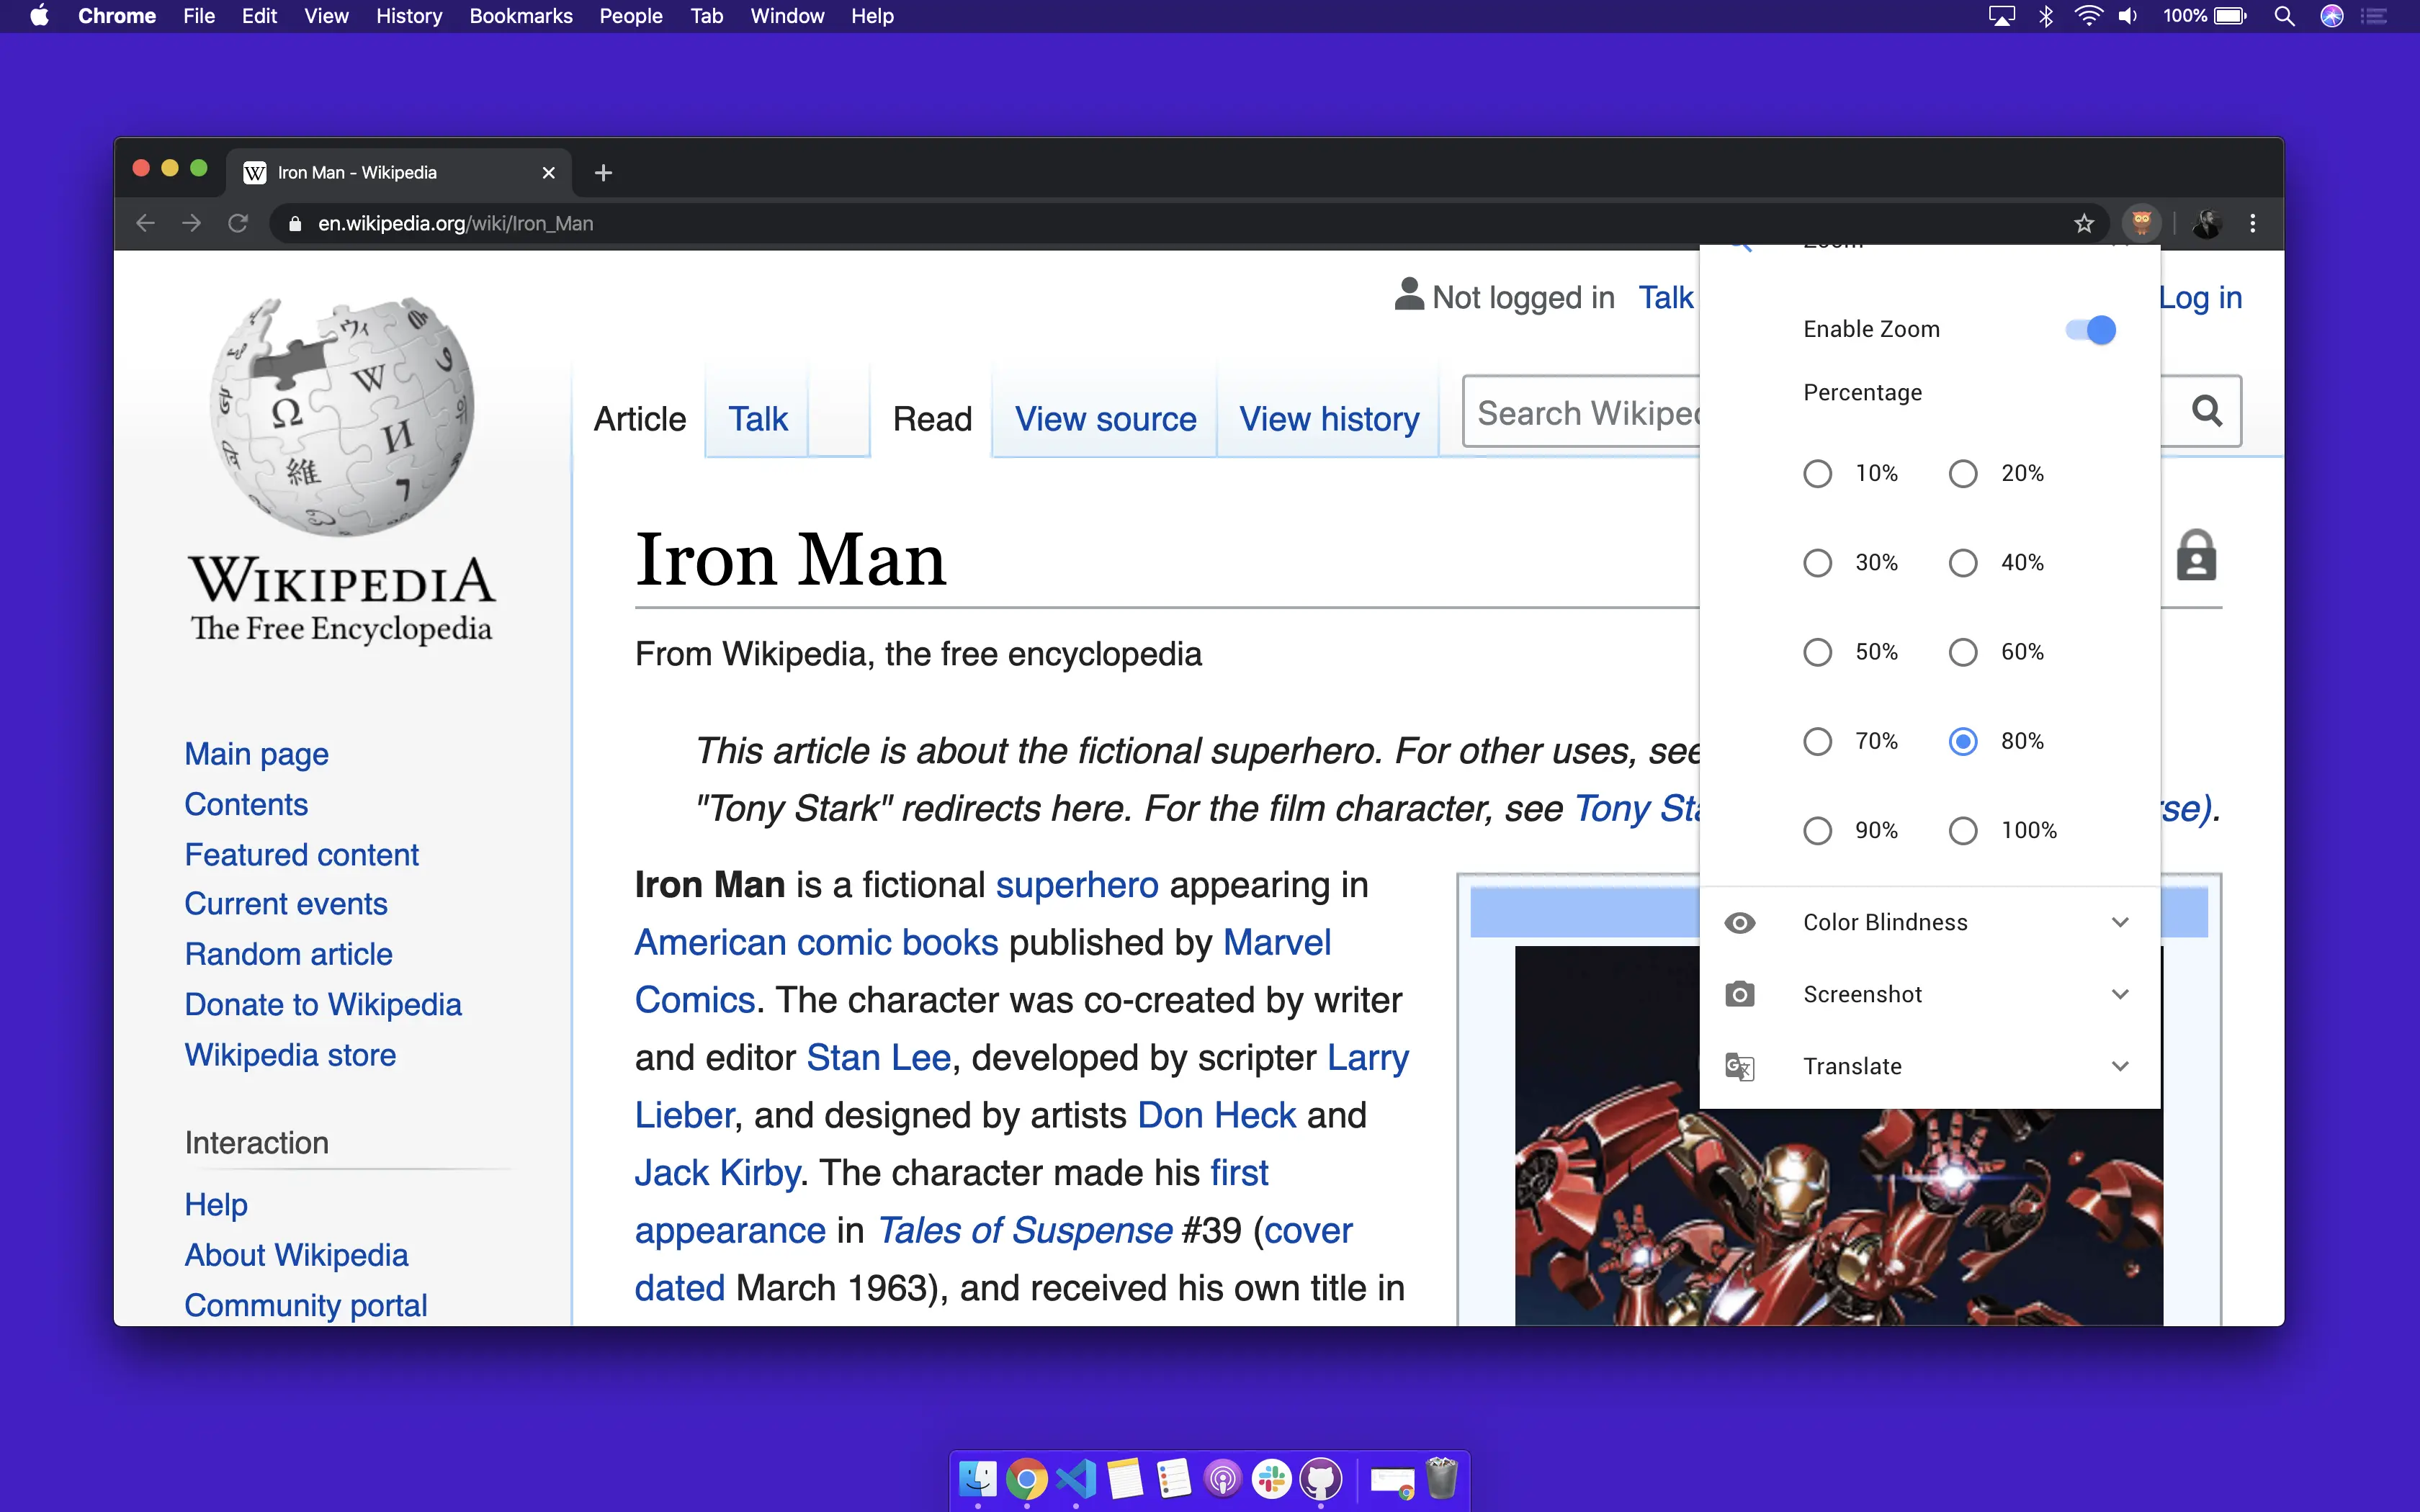 Chrome File Edit View History Bookmarks People Tab Window Help
100%
Iron Man - Wikipedia
en.wikipedia.org/wiki/Iron_Man
Zoom
Not logged in Talk
Log in
Enable Zoom
Percentage
10% 20%
30% 40%
50% 60%
70% 80%
90% 100%
Color Blindness
Screenshot
Translate
Article Talk Read View source View history
Search Wikiped
WIKIPEDIA
The Free Encyclopedia
Main page
Contents
Featured content
Current events
Random article
Donate to Wikipedia
Wikipedia store
Interaction
Help
About Wikipedia
Community portal
Iron Man
From Wikipedia, the free encyclopedia
This article is about the fictional superhero. For other uses, see
"Tony Stark" redirects here. For the film character, see Tony Sta
rse).
Iron Man is a fictional superhero appearing in
American comic books published by Marvel
Comics. The character was co-created by writer
and editor Stan Lee, developed by scripter Larry
Lieber, and designed by artists Don Heck and
Jack Kirby. The character made his first
appearance in Tales of Suspense #39 (cover
dated March 1963), and received his own title in